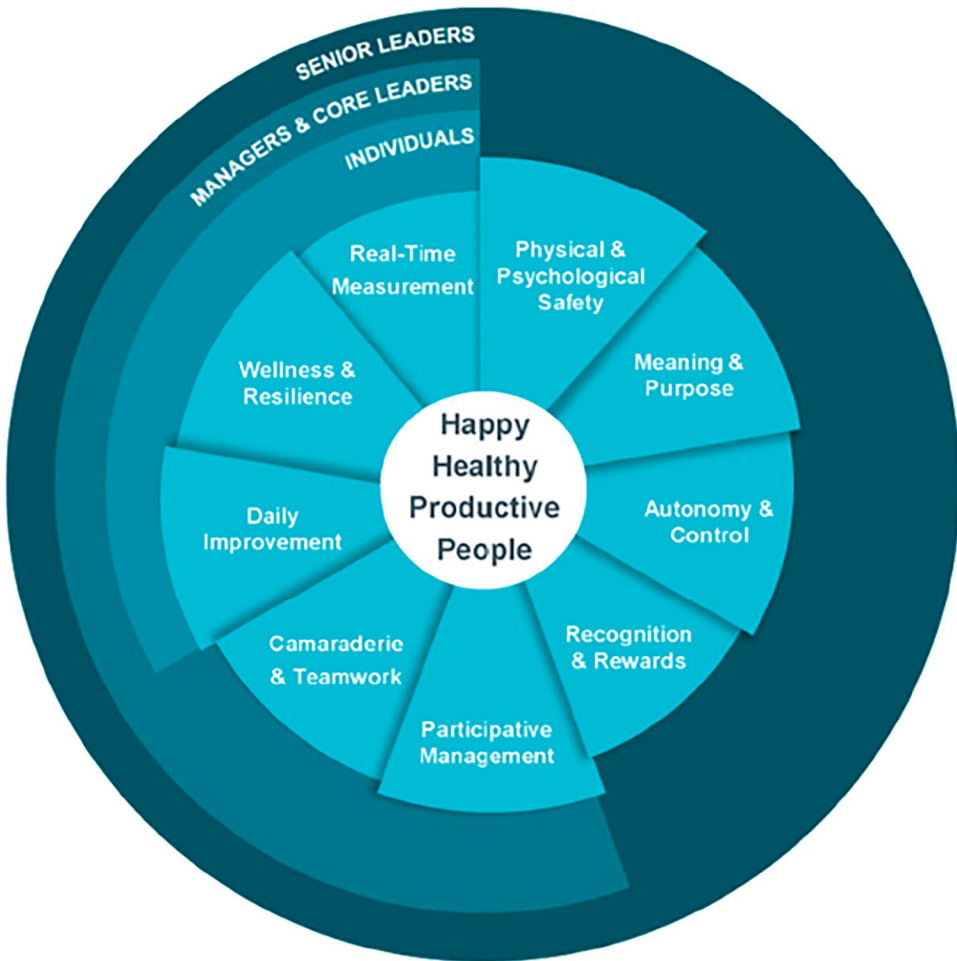 SENIOR LEADERS
MANAGERS & CORE LEADERS
INDIVIDUALS
Real-Time
Measurement
Physical &
Psychological
Safety
Meaning &
Purpose
Autonomy &
Control
Recognition
& Rewards
Participative
Management
Camaraderie
& Teamwork
Daily
Improvement
Wellness &
Resilience
Happy
Healthy
Productive
People